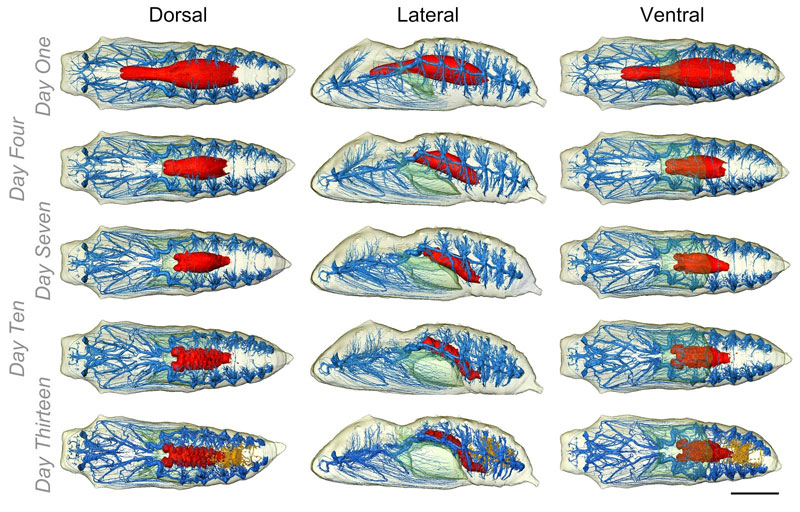 Dorsal Lateral Ventral
Day One
Day Four
Day Seven
Day Ten
Day Thirteen